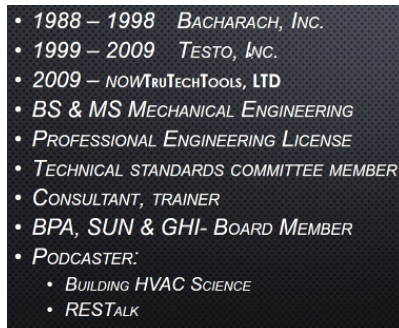 • 1988 – 1998 BACHARACH, INC.
• 1999 – 2009 TESTO, INC.
• 2009 – NOWTRUTECHTOOLS, LTD
• BS & MS MECHANICAL ENGINEERING
• PROFESSIONAL ENGINEERING LICENSE
• TECHNICAL STANDARDS COMMITTEE MEMBER
• CONSULTANT, TRAINER
• BPA, SUN & GHI- BOARD MEMBER
• PODCASTER:
• BUILDING HVAC SCIENCE
• RESTALK